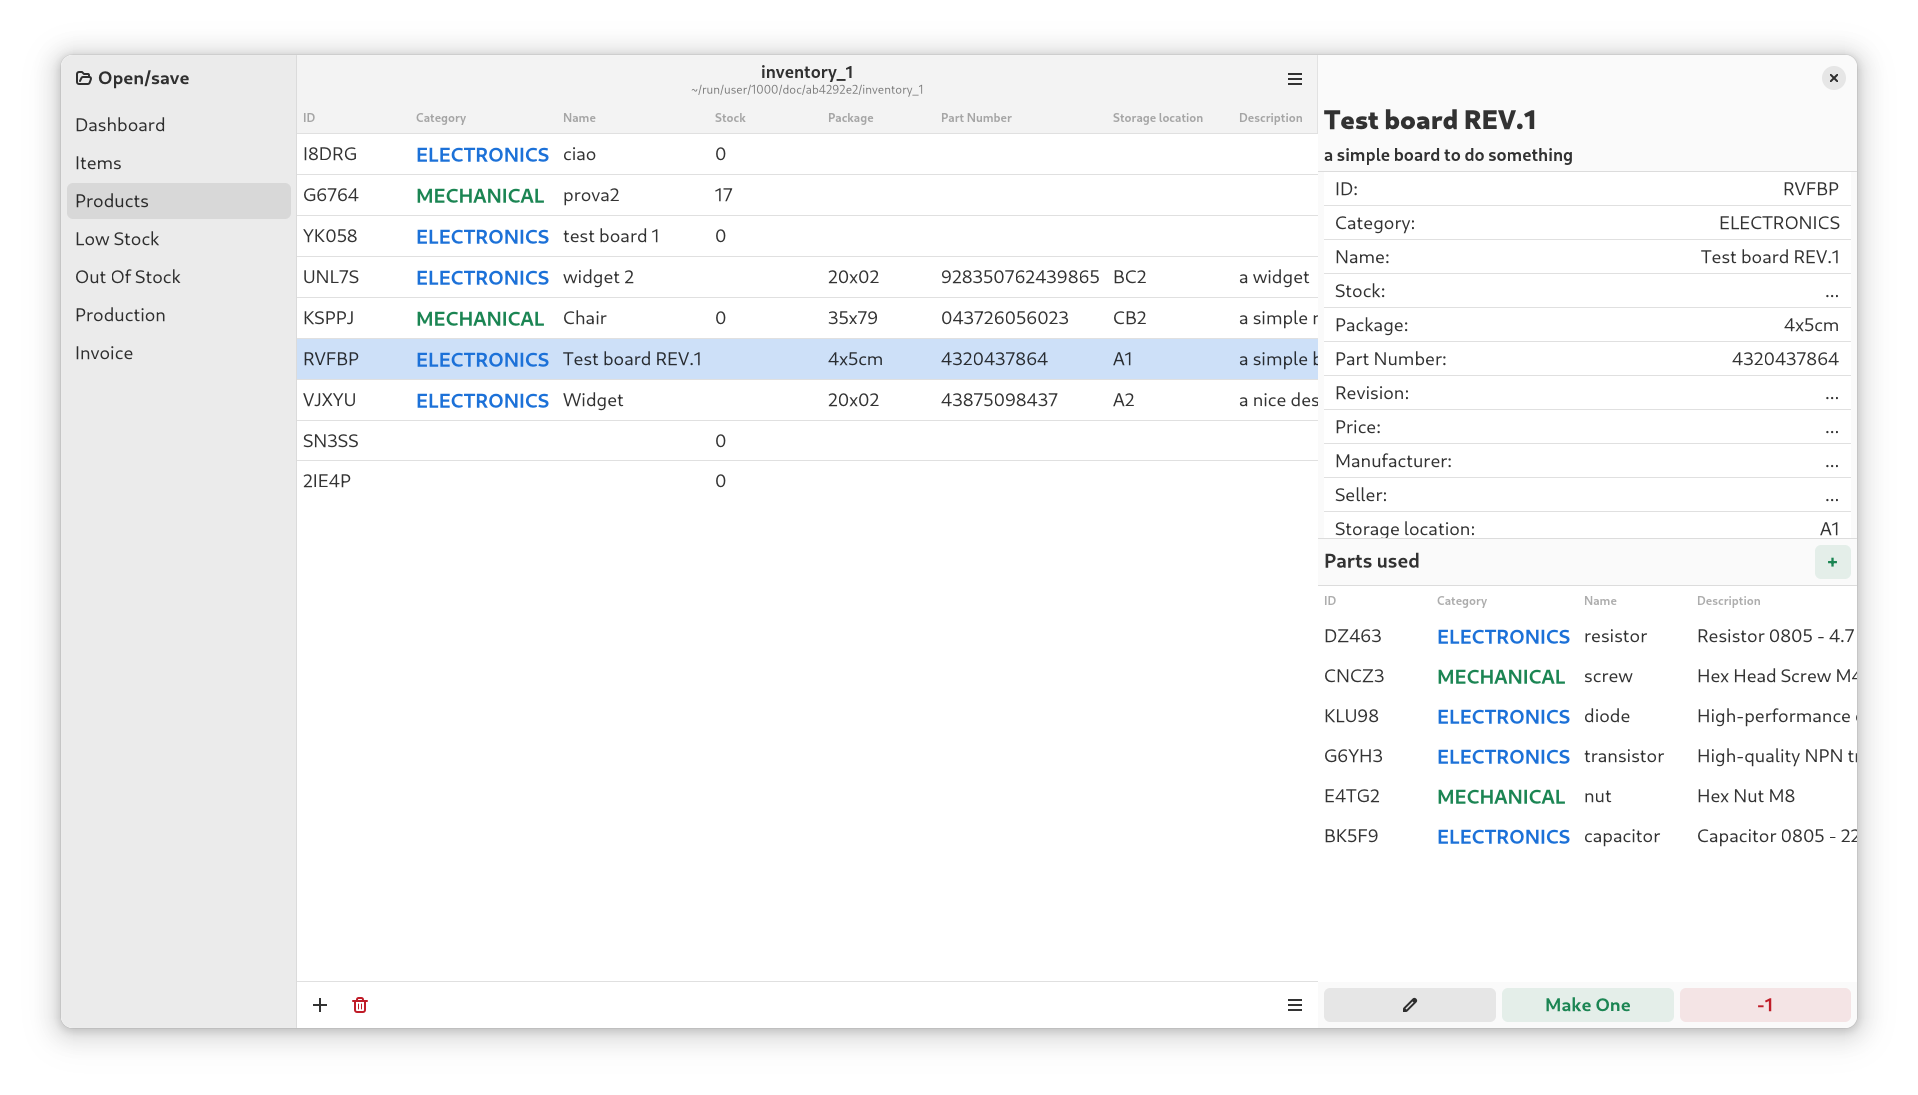 Open/save
Dashboard
Items
Products
Low Stock
Out Of Stock
Production
Invoice
inventory_1
~/run/user/1000/doc/ab4292e2/inventory_1
ID Category Name Stock Package Part Number Storage location Description
I8DRG ELECTRONICS ciao 0
G6764 MECHANICAL prova2 17
YK058 ELECTRONICS test board 1 0
UNL7S ELECTRONICS widget 2 20x02 928350762439865 BC2 a widget
KSPPJ MECHANICAL Chair 0 35x79 043726056023 CB2 a simple
RVFBP ELECTRONICS Test board REV.1 4x5cm 4320437864 A1 a simple
VJXYU ELECTRONICS Widget 20x02 43875098437 A2 a nice des
SN3SS 0
2IE4P 0
Test board REV.1
a simple board to do something
ID: RVFBP
Category: ELECTRONICS
Name: Test board REV.1
Stock: ...
Package: 4x5cm
Part Number: 4320437864
Revision: ...
Price: ...
Manufacturer: ...
Seller: ...
Storage location: A1
Parts used
+
ID Category Name Description
DZ463 ELECTRONICS resistor Resistor 0805 - 4.7
CNCZ3 MECHANICAL screw Hex Head Screw M4
KLU98 ELECTRONICS diode High-performance
G6YH3 ELECTRONICS transistor High-quality NPN
E4TG2 MECHANICAL nut Hex Nut M8
BK5F9 ELECTRONICS capacitor Capacitor 0805 - 22
Make One
-1